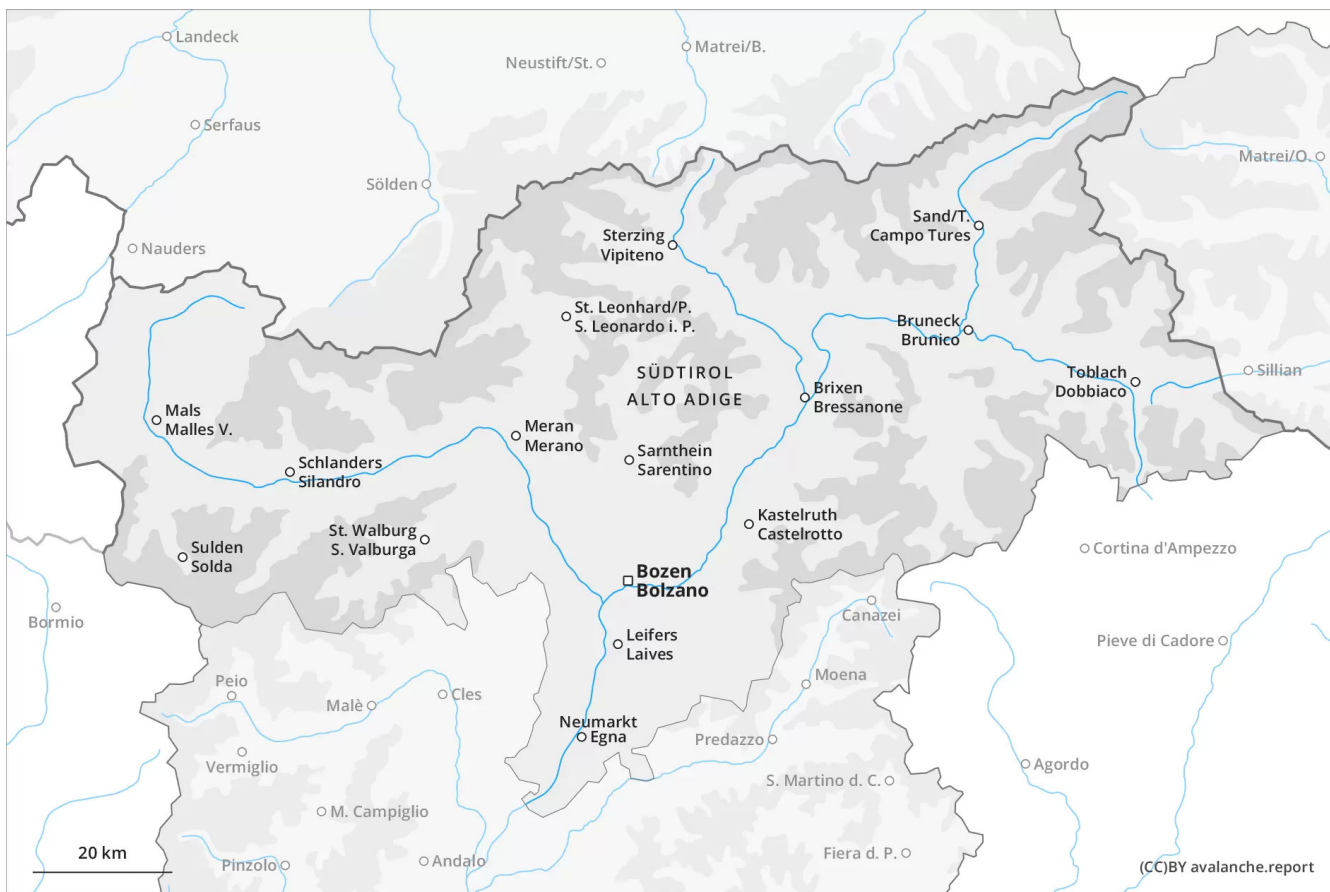 Landeck
Matrei/B.
Neustift/St.
Serfaus
Matrei/O.
Sölden
Sand/T.
Campo Tures
Sterzing
Vipiteno
Nauders
St. Leonhard/P.
S. Leonardo i. P.
Bruneck
Brunico
SÜDTIROL
ALTO ADIGE
Toblach
Dobbiaco
Sillian
Brixen
Bressanone
Mals
Malles V.
Meran
Merano
Sarnthein
Sarentino
Schlanders
Silandro
Kastelruth
Castelrotto
St. Walburg
S. Valburga
Sulden
Solda
Cortina d'Ampezzo
Bozen
Bolzano
Bormio
Canazei
Leifers
Laives
Pieve di Cadore
Peio
Moena
Malè
Cles
Neumarkt
Egna
Predazzo
Vermiglio
Agordo
S. Martino d. C.
M. Campiglio
20 km
Pinzolo
Andalo
Fiera d. P.
(CC)BY avalanche.report